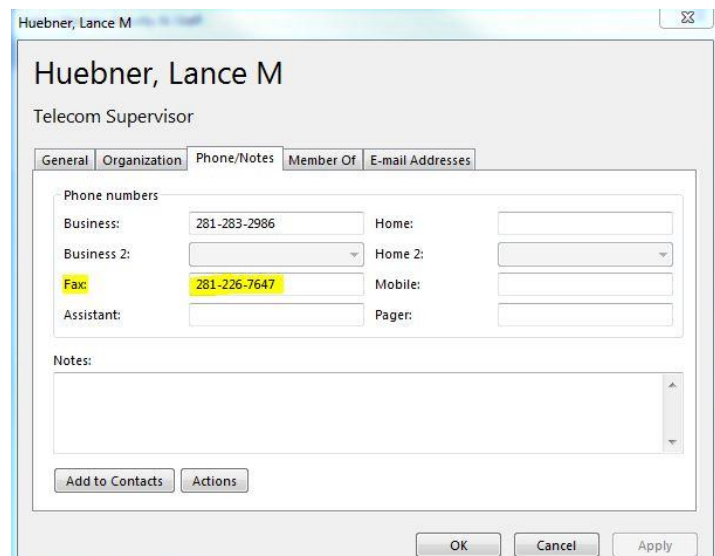 Huebner, Lance M
Huebner, Lance M
Telecom Supervisor
General Organization Phone/Notes Member Of E-mail Addresses
Phone numbers
Business: 281-283-2986 Home:
Business 2: Home 2:
Fax: 281-226-7647 Mobile:
Assistant: Pager:
Notes:
Add to Contacts Actions
OK Cancel Apply